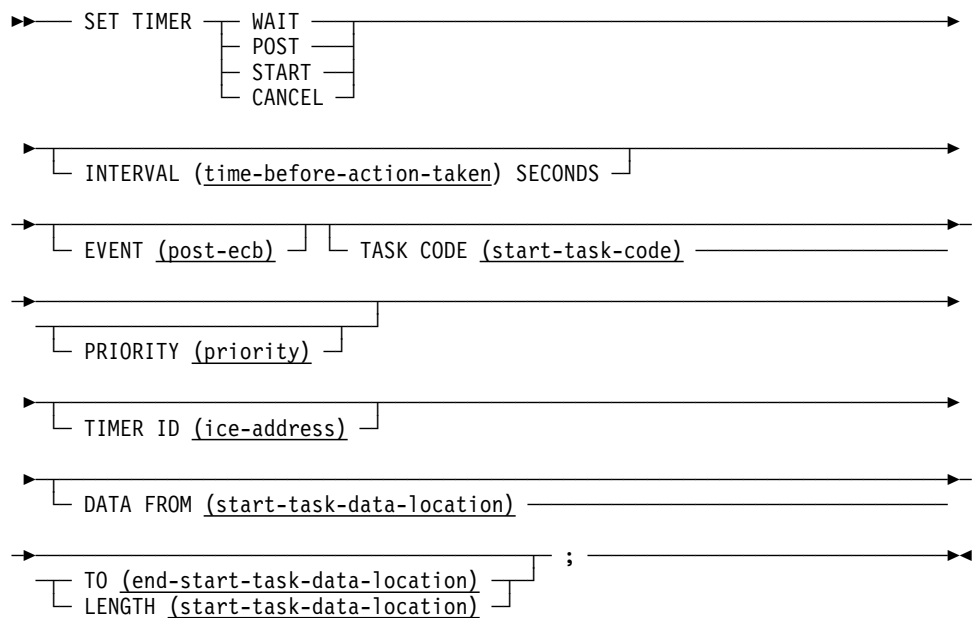 SET TIMER WAIT
POST
START
CANCEL
INTERVAL (time-before-action-taken) SECONDS
EVENT (post-ecb) TASK CODE (start-task-code)
PRIORITY (priority)
TIMER ID (ice-address)
DATA FROM (start-task-data-location)
;
TO (end-start-task-data-location)
LENGTH (start-task-data-location)